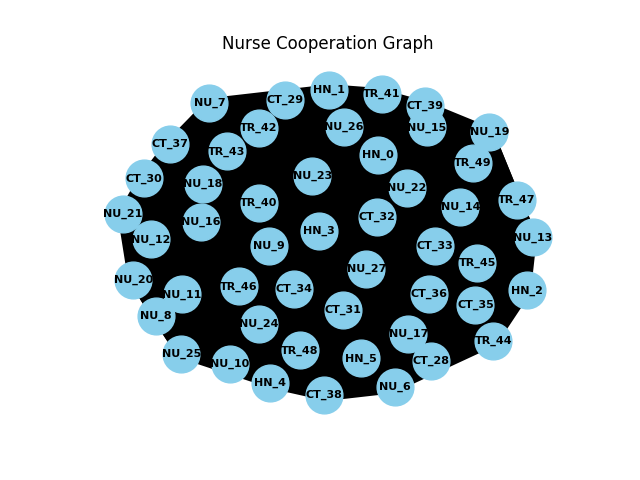 Nurse Cooperation Graph
HN_1
TR_41
CT_29
NU_7
CT_39
NU_26
NU_15
TR_42
NU_19
CT_37
TR_43
HN_0
TR_49
NU_23
CT_30
NU_18
NU_22
TR_47
TR_40
NU_14
NU_21
CT_32
NU_16
HN_3
NU_13
NU_12
NU_9
CT_33
TR_45
NU_27
NU_20
TR_46
CT_34
HN_2
NU_11
CT_36
CT_35
CT_31
NU_8
NU_24
NU_17
TR_44
TR_48
NU_25
HN_5
CT_28
NU_10
HN_4
NU_6
CT_38